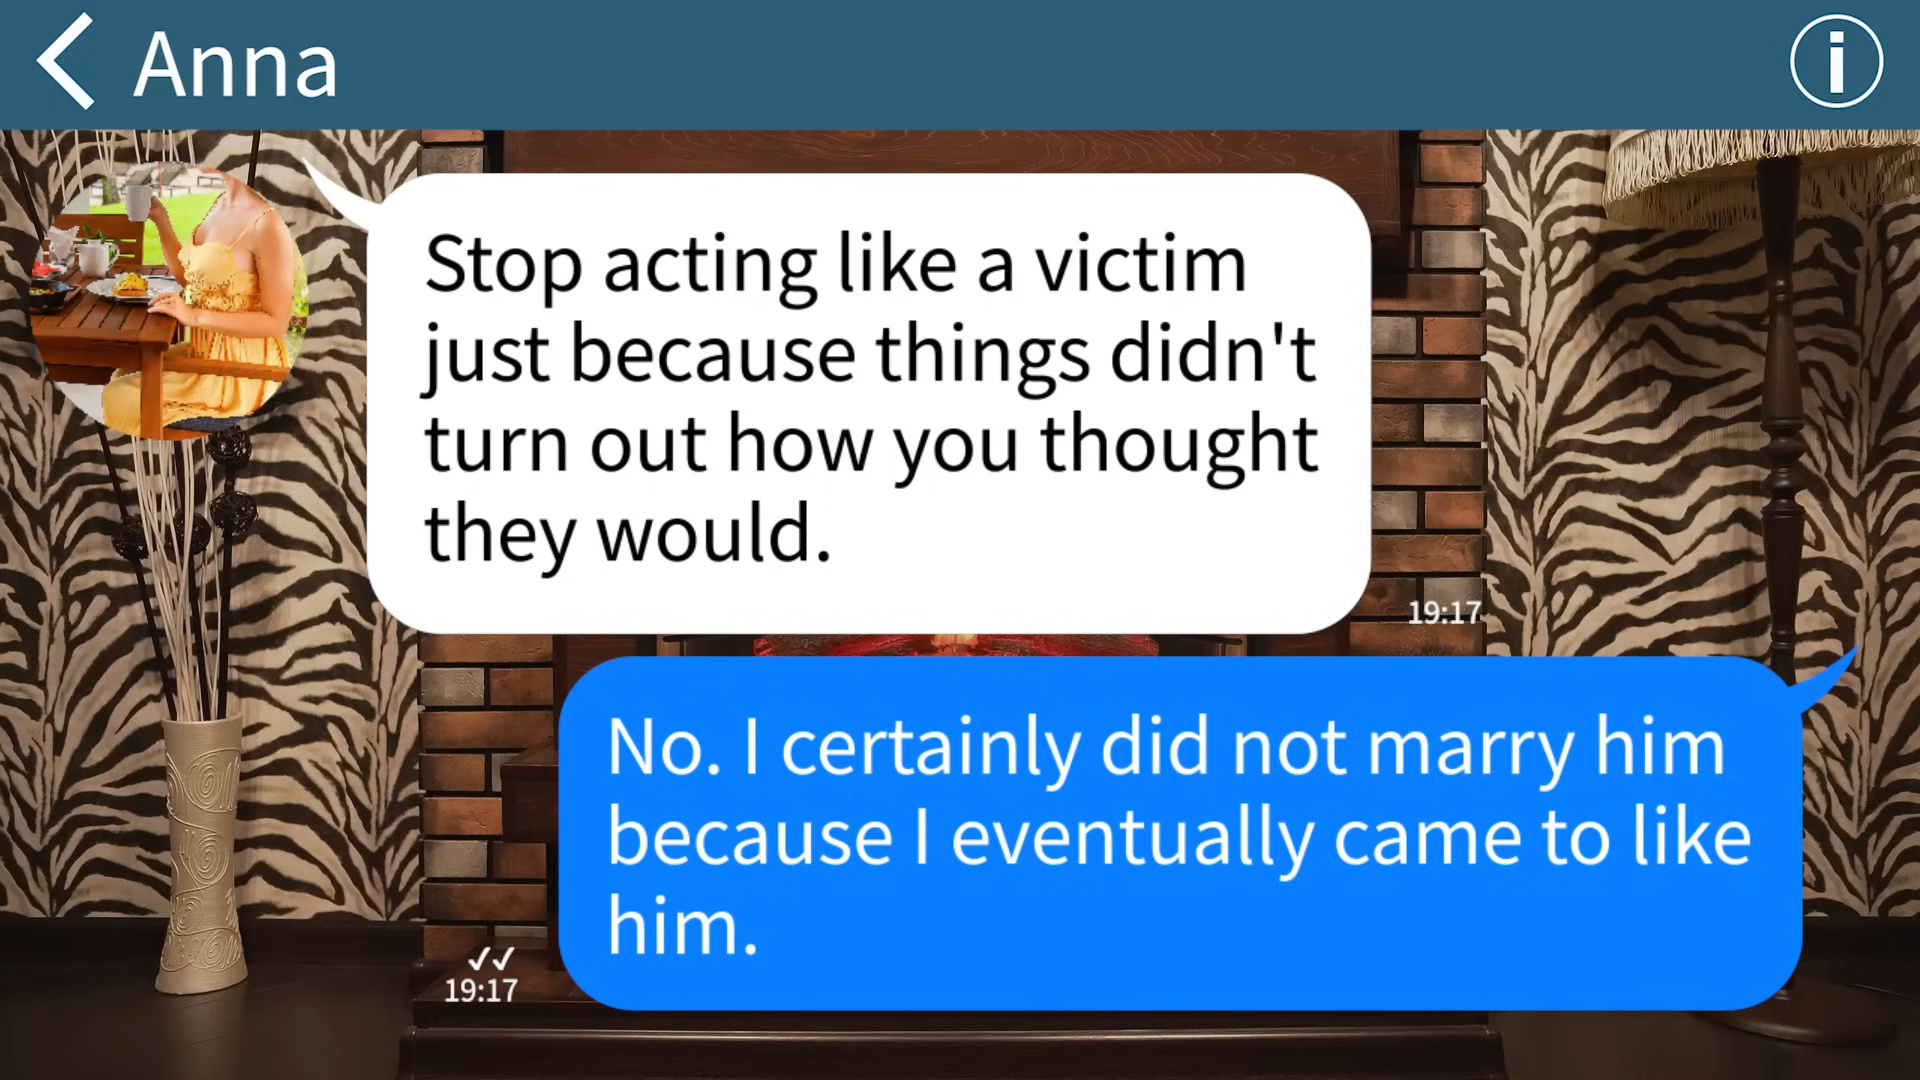 Anna
Stop acting like a victim
just because things didn't
turn out how you thought
they would.
19:17
No. I certainly did not marry him
because I eventually came to like
him.
19:17